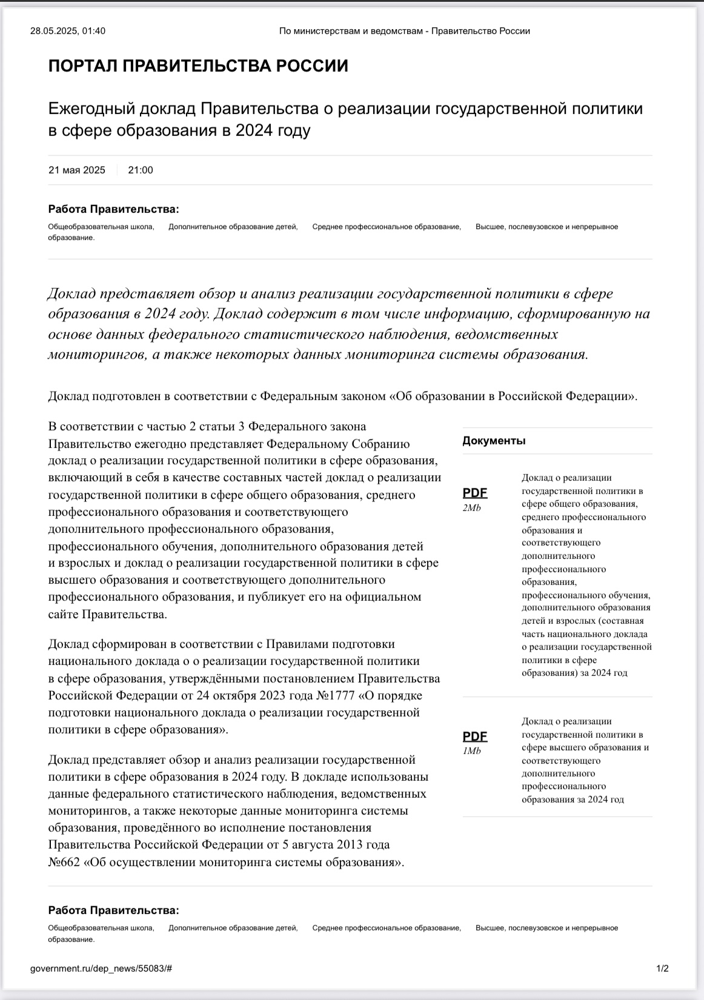 28.05.2025, 01:40
По министерствам и ведомствам - Правительство России
ПОРТАЛ ПРАВИТЕЛЬСТВА РОССИИ
Ежегодный доклад Правительства о реализации государственной политики
в сфере образования в 2024 году
21 мая 2025
21:00
Работа Правительства:
Общеобразовательная школа, Дополнительное образование детей, Среднее профессиональное образование, Высшее, послевузовское и непрерывное
образование.
Доклад представляет обзор и анализ реализации государственной политики в сфере
образования в 2024 году. Доклад содержит в том числе информацию, сформированную на
основе данных федерального статистического наблюдения, ведомственных
мониторингов, а также некоторых данных мониторинга системы образования.
Доклад подготовлен в соответствии с Федеральным законом «Об образовании в Российской Федерации».
В соответствии с частью 2 статьи 3 Федерального закона
Правительство ежегодно представляет Федеральному Собранию
доклад о реализации государственной политики в сфере образования,
включающий в себя в качестве составных частей доклад о реализации
государственной политики в сфере общего образования, среднего
профессионального образования и соответствующего
дополнительного профессионального образования,
профессионального обучения, дополнительного образования детей
и взрослых и доклад о реализации государственной политики в сфере
высшего образования и соответствующего дополнительного
профессионального образования, и публикует его на официальном
сайте Правительства.
Доклад сформирован в соответствии с Правилами подготовки
национального доклада о о реализации государственной политики
в сфере образования, утверждёнными постановлением Правительства
Российской Федерации от 24 октября 2023 года №1777 «О порядке
подготовки национального доклада о реализации государственной
политики в сфере образования».
Доклад представляет обзор и анализ реализации государственной
политики в сфере образования в 2024 году. В докладе использованы
данные федерального статистического наблюдения, ведомственных
мониторингов, а также некоторые данные мониторинга системы
образования, проведённого во исполнение постановления
Правительства Российской Федерации от 5 августа 2013 года
№662 «Об осуществлении мониторинга системы образования».
Документы
PDF
2Mb
Доклад о реализации
государственной политики в
сфере общего образования,
среднего профессионального
образования и
соответствующего
дополнительного
профессионального
образования,
профессионального обучения,
дополнительного образования
детей и взрослых (составная
часть национального доклада
о реализации государственной
политики в сфере
образования) за 2024 год
PDF
1Mb
Доклад о реализации
государственной политики в
сфере высшего образования и
соответствующего
дополнительного
профессионального
образования за 2024 год
Работа Правительства:
Общеобразовательная школа, Дополнительное образование детей, Среднее профессиональное образование, Высшее, послевузовское и непрерывное
образование.
government.ru/dep_news/55083/#
1/2